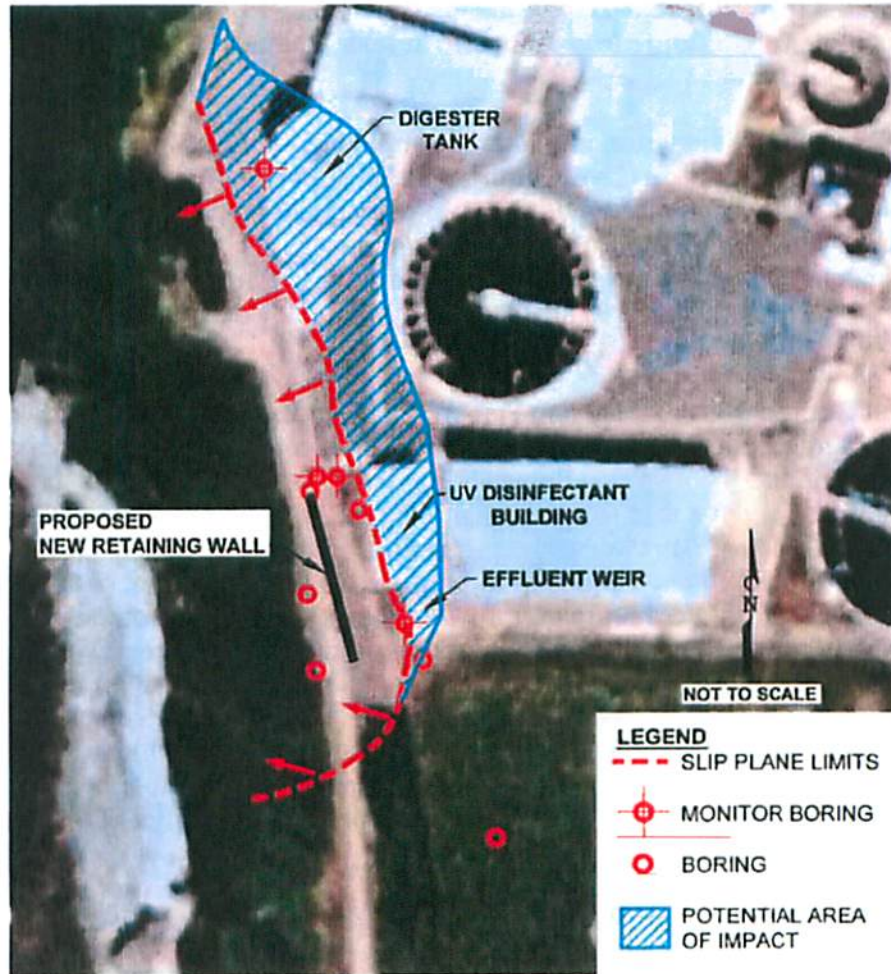 DIGESTER
TANK
UV DISINFECTANT
BUILDING
PROPOSED
NEW RETAINING WALL
EFFLUENT WEIR
N
NOT TO SCALE
LEGEND
SLIP PLANE LIMITS
MONITOR BORING
BORING
POTENTIAL AREA
OF IMPACT